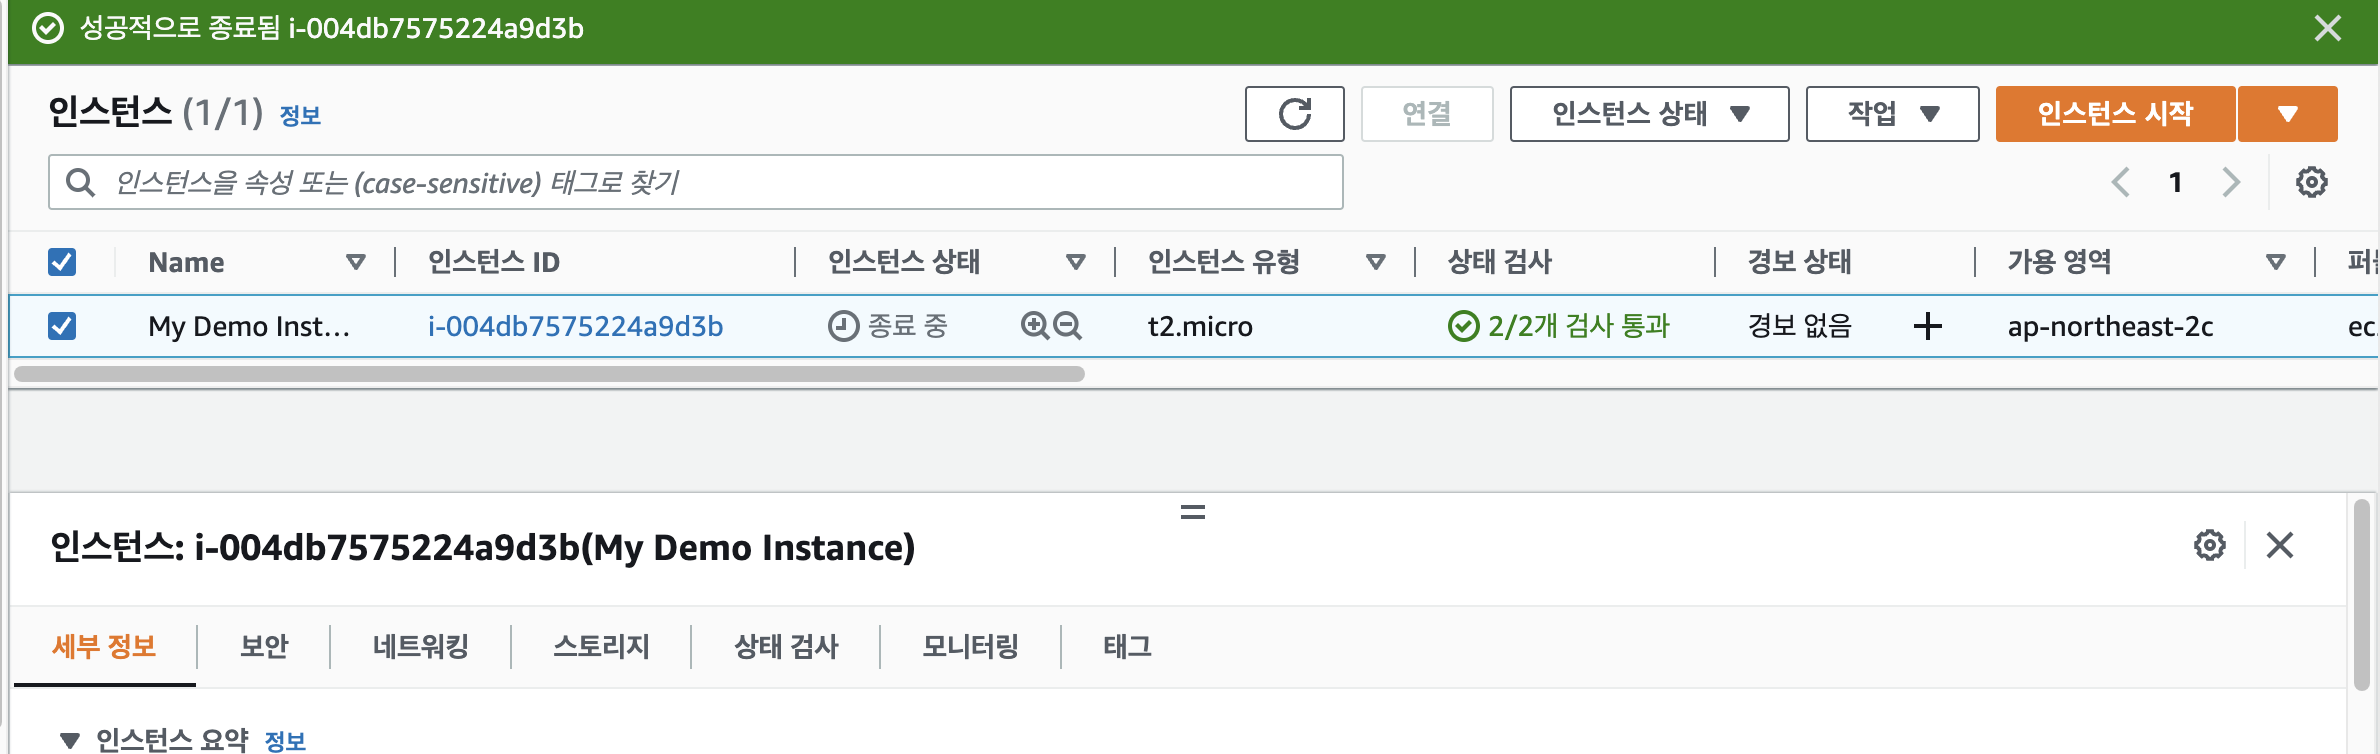 성공적으로 종료됨 i-004db7575224a9d3b
인스턴스 (1/1) 정보
연결 인스턴스 상태 작업 인스턴스 시작
인스턴스을 속성 또는 (case-sensitive) 태그로 찾기
1
Name 인스턴스 ID 인스턴스 상태 인스턴스 유형 상태 검사 경보 상태 가용 영역
My Demo Inst... i-004db7575224a9d3b 종료 중 t2.micro 2/2개 검사 통과 경보 없음 + ap-northeast-2c ec
인스턴스: i-004db7575224a9d3b(My Demo Instance)
세부 정보 보안 네트워킹 스토리지 상태 검사 모니터링 태그
인스턴스 요약 정보